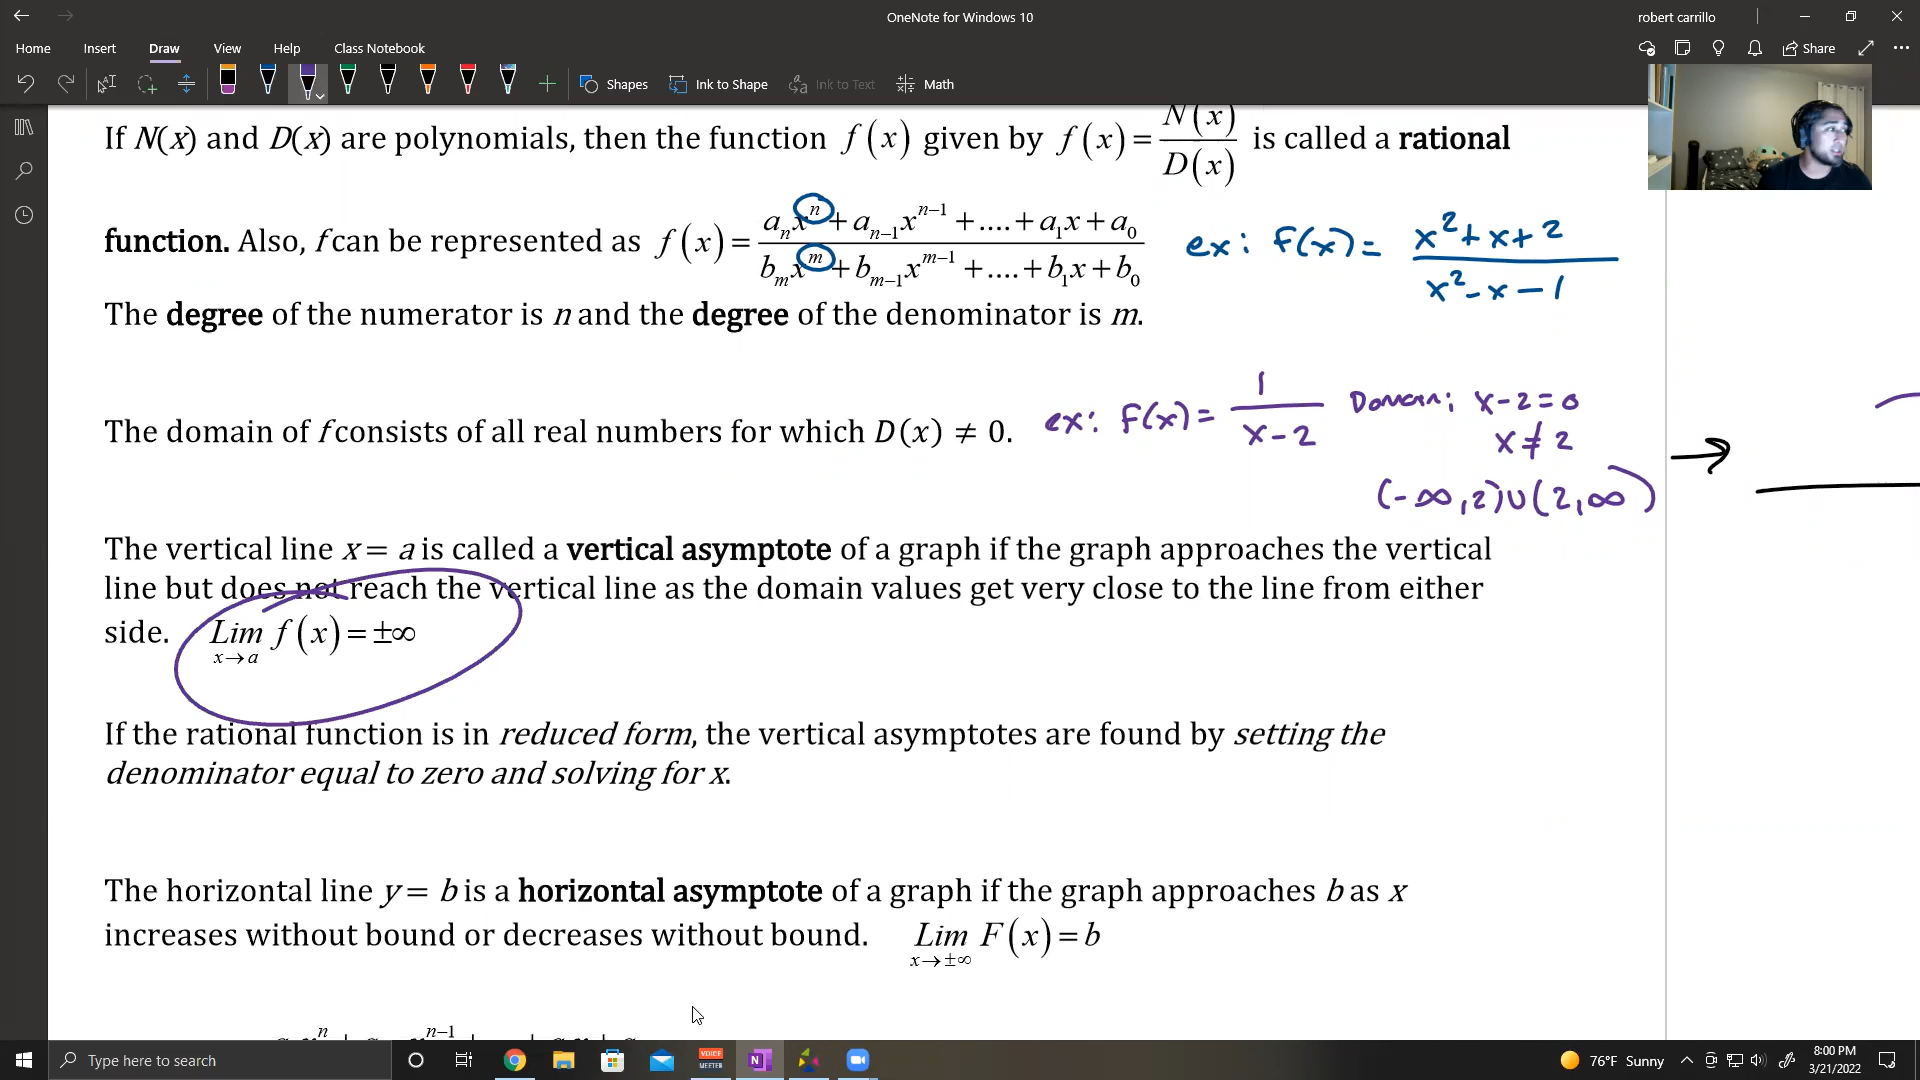 OneNote for Windows 10
robert carrillo
Home Insert Draw View Help Class Notebook
Share
Shapes Ink to Shape Ink to Text Math
If N(x) and D(x) are polynomials, then the function f(x) given by f(x) = N(x)/D(x) is called a rational
function. Also, f can be represented as f(x) = (aₙxⁿ + aₙ₋₁xⁿ⁻¹ + .... + a₁x + a₀)/(bₘxᵐ + bₘ₋₁xᵐ⁻¹ + .... + b₁x + b₀) ex: F(x) = (x² + x + 2)/(x² - x - 1)
The degree of the numerator is n and the degree of the denominator is m.
The domain of f consists of all real numbers for which D(x) ≠ 0. ex: F(x) = 1/(x-2) Domain: x-2=0
x ≠ 2
(-∞,2)∪(2,∞)
The vertical line x = a is called a vertical asymptote of a graph if the graph approaches the vertical
line but does not reach the vertical line as the domain values get very close to the line from either
side. Lim x→a f(x) = ±∞
If the rational function is in reduced form, the vertical asymptotes are found by setting the
denominator equal to zero and solving for x.
The horizontal line y = b is a horizontal asymptote of a graph if the graph approaches b as x
increases without bound or decreases without bound. Lim x→±∞ F(x) = b
Type here to search
VOICE MEETER
76°F Sunny
8:00 PM
3/21/2022